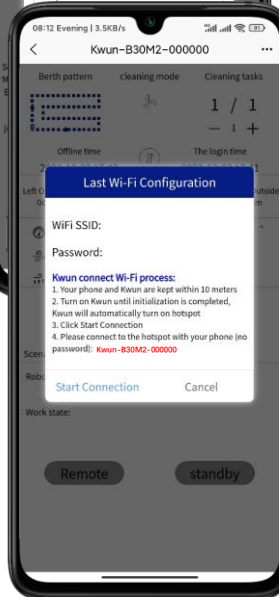 08:12 Evening | 3.5KB/s
Kwun-B30M2-000000
Berth pattern cleaning mode Cleaning tasks
1 / 1
— 1 +
Offline time The login time
Last Wi-Fi Configuration
WiFi SSID:
Password:
Kwun connect Wi-Fi process:
1. Your phone and Kwun are kept within 10 meters
2. Turn on Kwun until initialization is completed,
Kwun will automatically turn on hotspot
3. Click Start Connection
4. Please connect to the hotspot with your phone (no
password): Kwun-B30M2-000000
Start Connection Cancel
Work state:
Remote standby